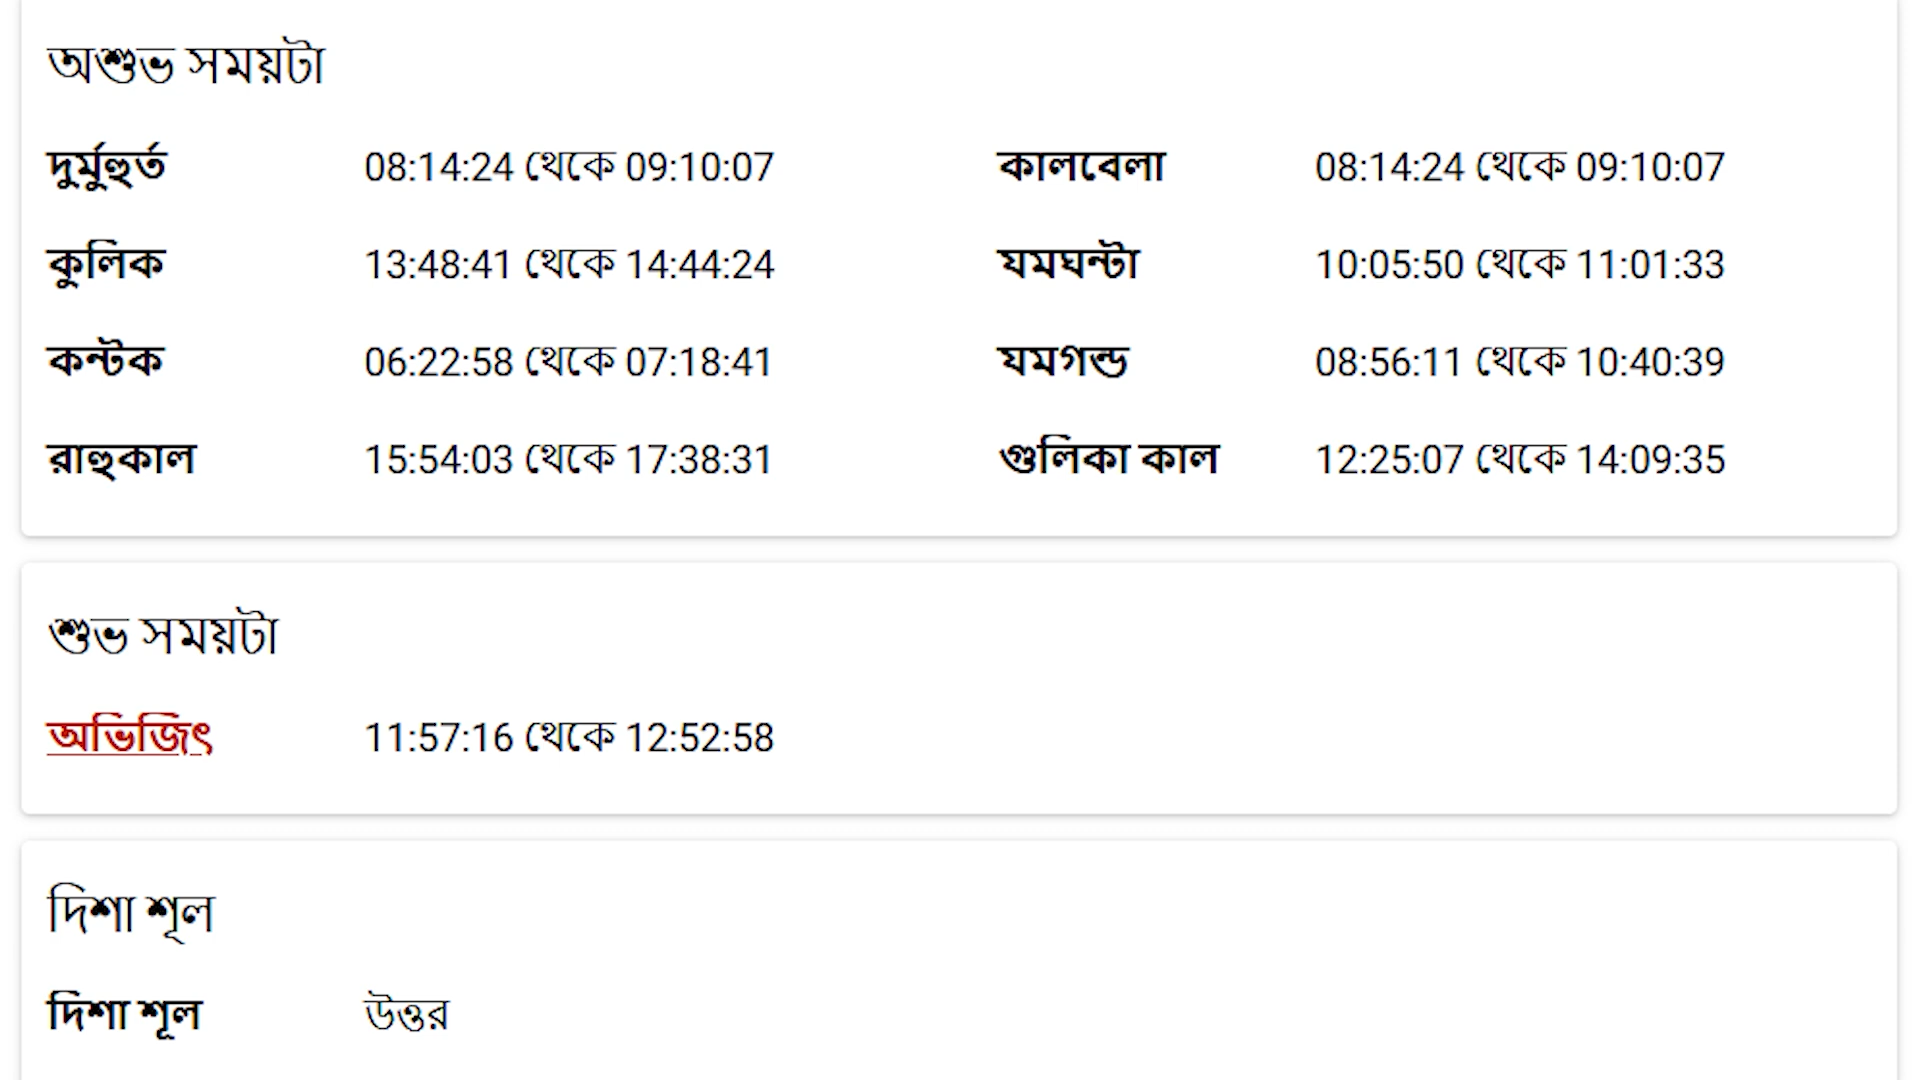 অশুভ সময়টা
দুর্মুহুর্ত 08:14:24 থেকে 09:10:07 কালবেলা 08:14:24 থেকে 09:10:07
কুলিক 13:48:41 থেকে 14:44:24 যমঘন্টা 10:05:50 থেকে 11:01:33
কন্টক 06:22:58 থেকে 07:18:41 যমগন্ড 08:56:11 থেকে 10:40:39
রাহুকাল 15:54:03 থেকে 17:38:31 গুলিকা কাল 12:25:07 থেকে 14:09:35
শুভ সময়টা
অভিজিৎ 11:57:16 থেকে 12:52:58
দিশা শূল
দিশা শূল উত্তর